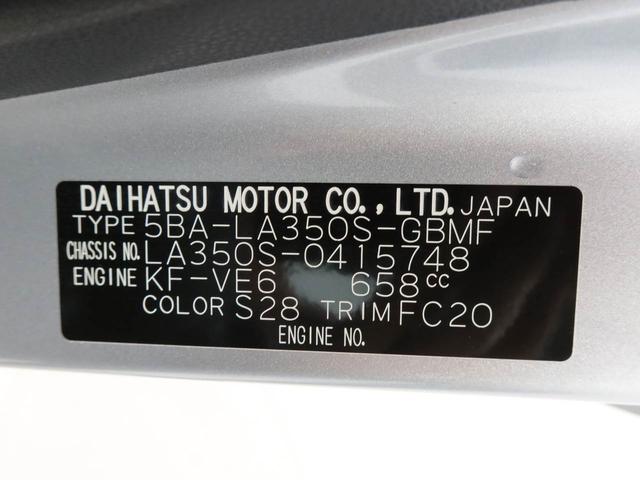 DAIHATSU MOTOR CO., LTD. JAPAN
TYPE 5BA-LA350S-GBMF
CHASSIS NO. LA350S-0415748
ENGINE KF-VE6 658cc
COLOR S28 TRIM FC20
ENGINE NO.